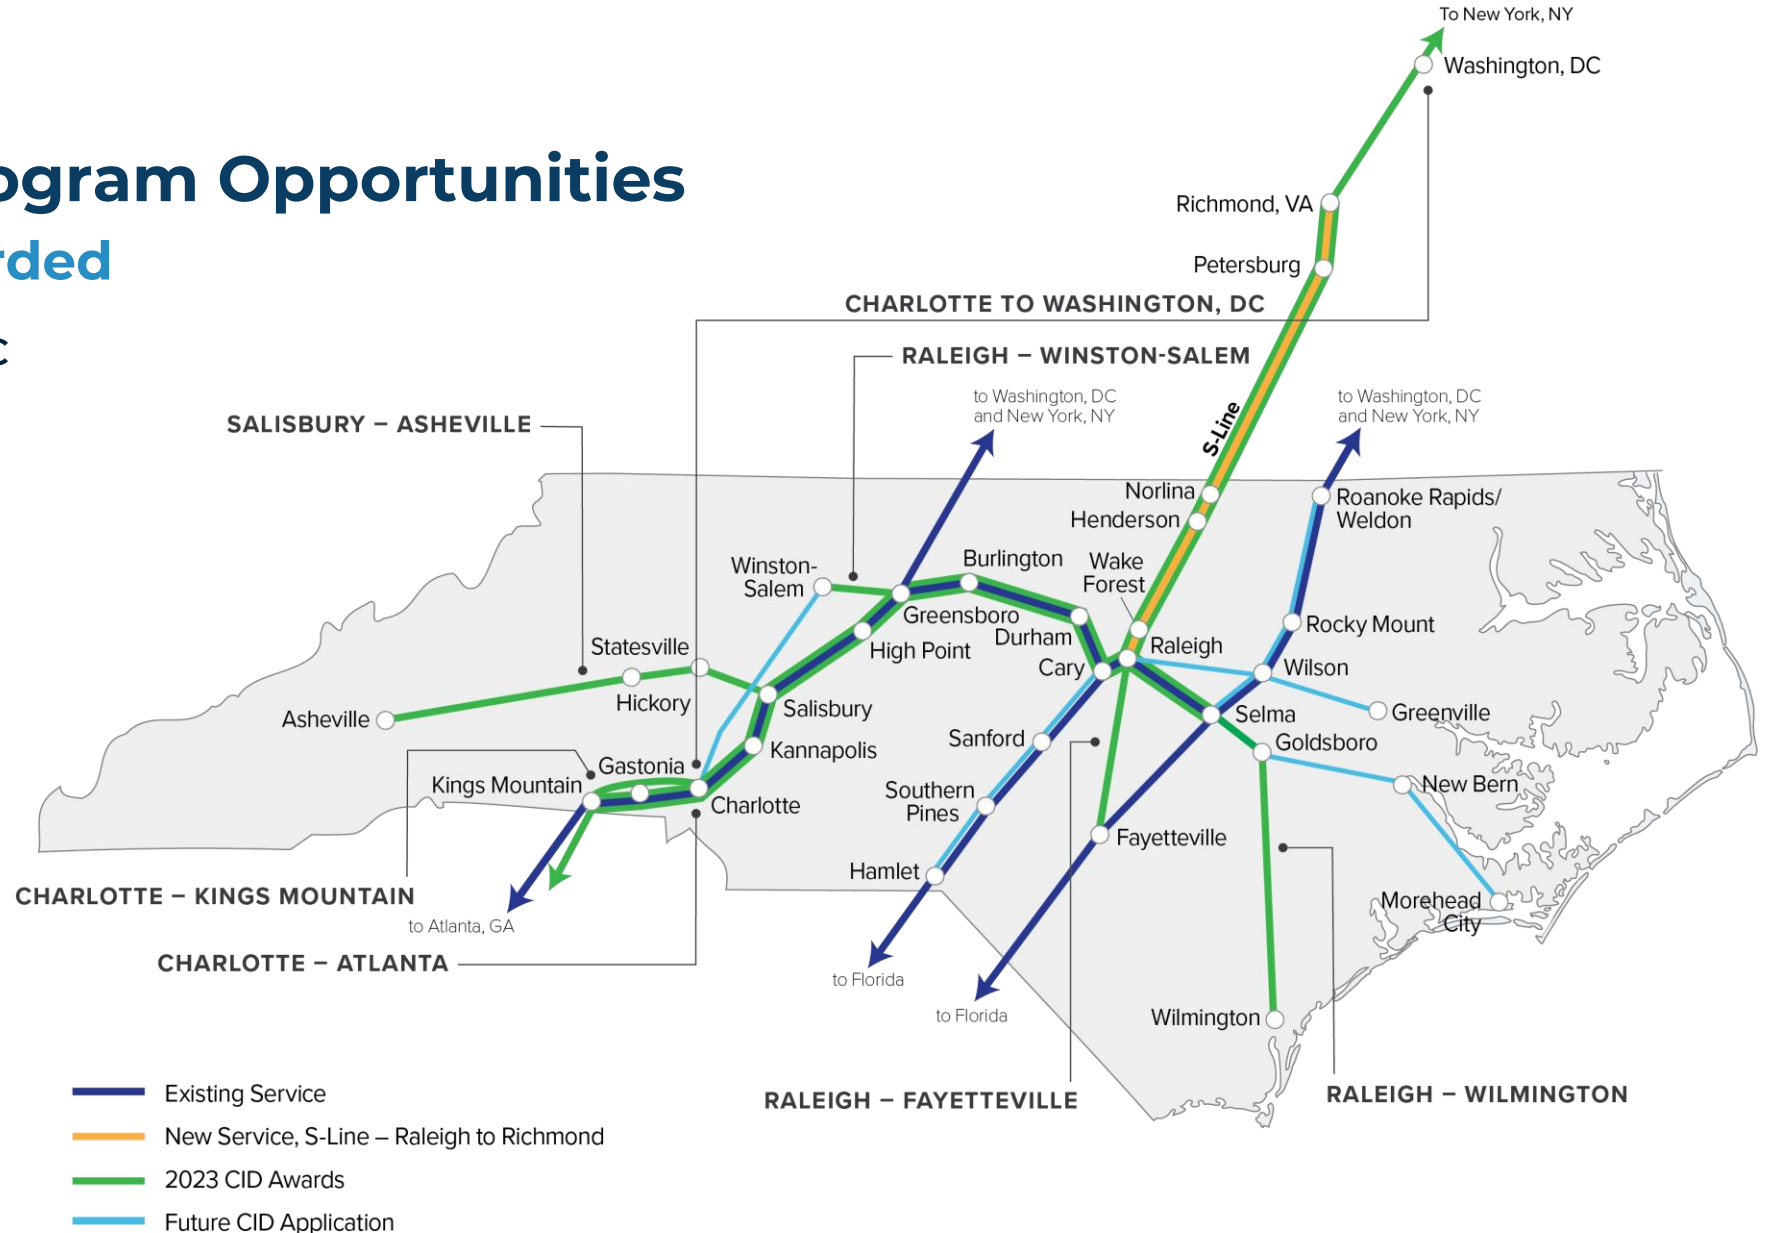 To New York, NY
Washington, DC
ogram Opportunities
rded
C
Richmond, VA
Petersburg
CHARLOTTE TO WASHINGTON, DC
RALEIGH – WINSTON-SALEM
to Washington, DC
and New York, NY
to Washington, DC
and New York, NY
SALISBURY – ASHEVILLE
S-Line
Norlina
Henderson
Roanoke Rapids/
Weldon
Wake
Forest
Burlington
Winston-
Salem
Greensboro
Durham
High Point
Cary
Raleigh
Rocky Mount
Wilson
Statesville
Hickory
Asheville
Salisbury
Kannapolis
Sanford
Selma
Greenville
Goldsboro
Gastonia
Kings Mountain
Charlotte
Southern
Pines
New Bern
Fayetteville
Hamlet
CHARLOTTE – KINGS MOUNTAIN
to Atlanta, GA
Morehead
City
CHARLOTTE – ATLANTA
to Florida
to Florida
Wilmington
RALEIGH – FAYETTEVILLE
RALEIGH – WILMINGTON
Existing Service
New Service, S-Line – Raleigh to Richmond
2023 CID Awards
Future CID Application